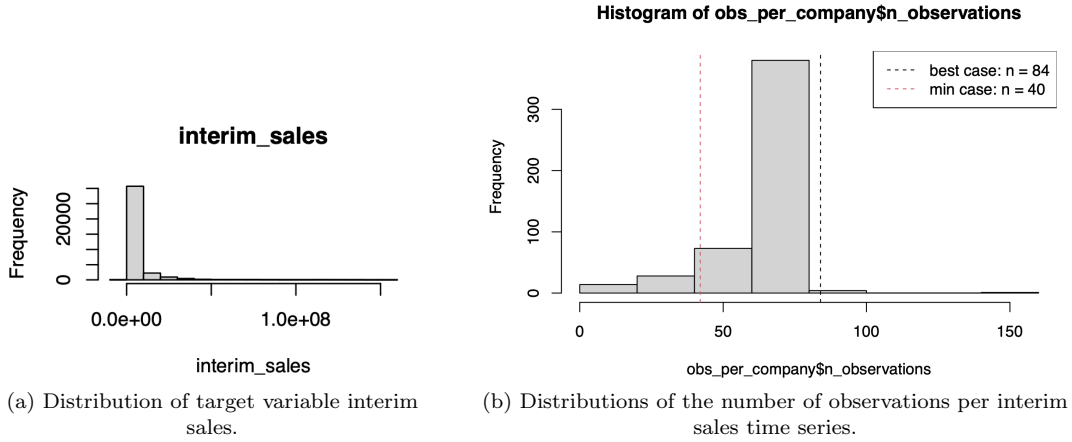 Histogram of obs_per_company$n_observations
interim_sales
Frequency
20000
0
0.0e+00
1.0e+08
interim_sales
(a) Distribution of target variable interim
sales.
best case: n = 84
min case: n = 40
Frequency
300
200
100
0
0
50
100
150
obs_per_company$n_observations
(b) Distributions of the number of observations per interim
sales time series.